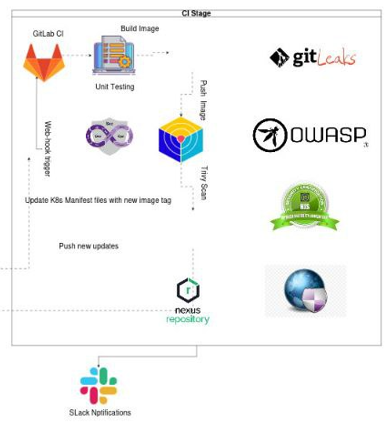 CI Stage
Build Image
GitLab CI
Unit Testing
gitLeaks
Push Image
Web-hook trigger
OWASP
Trivy Scan
Update K8s Manifest files with new image tag
Push new updates
nexus
repository
SLack Nptifications